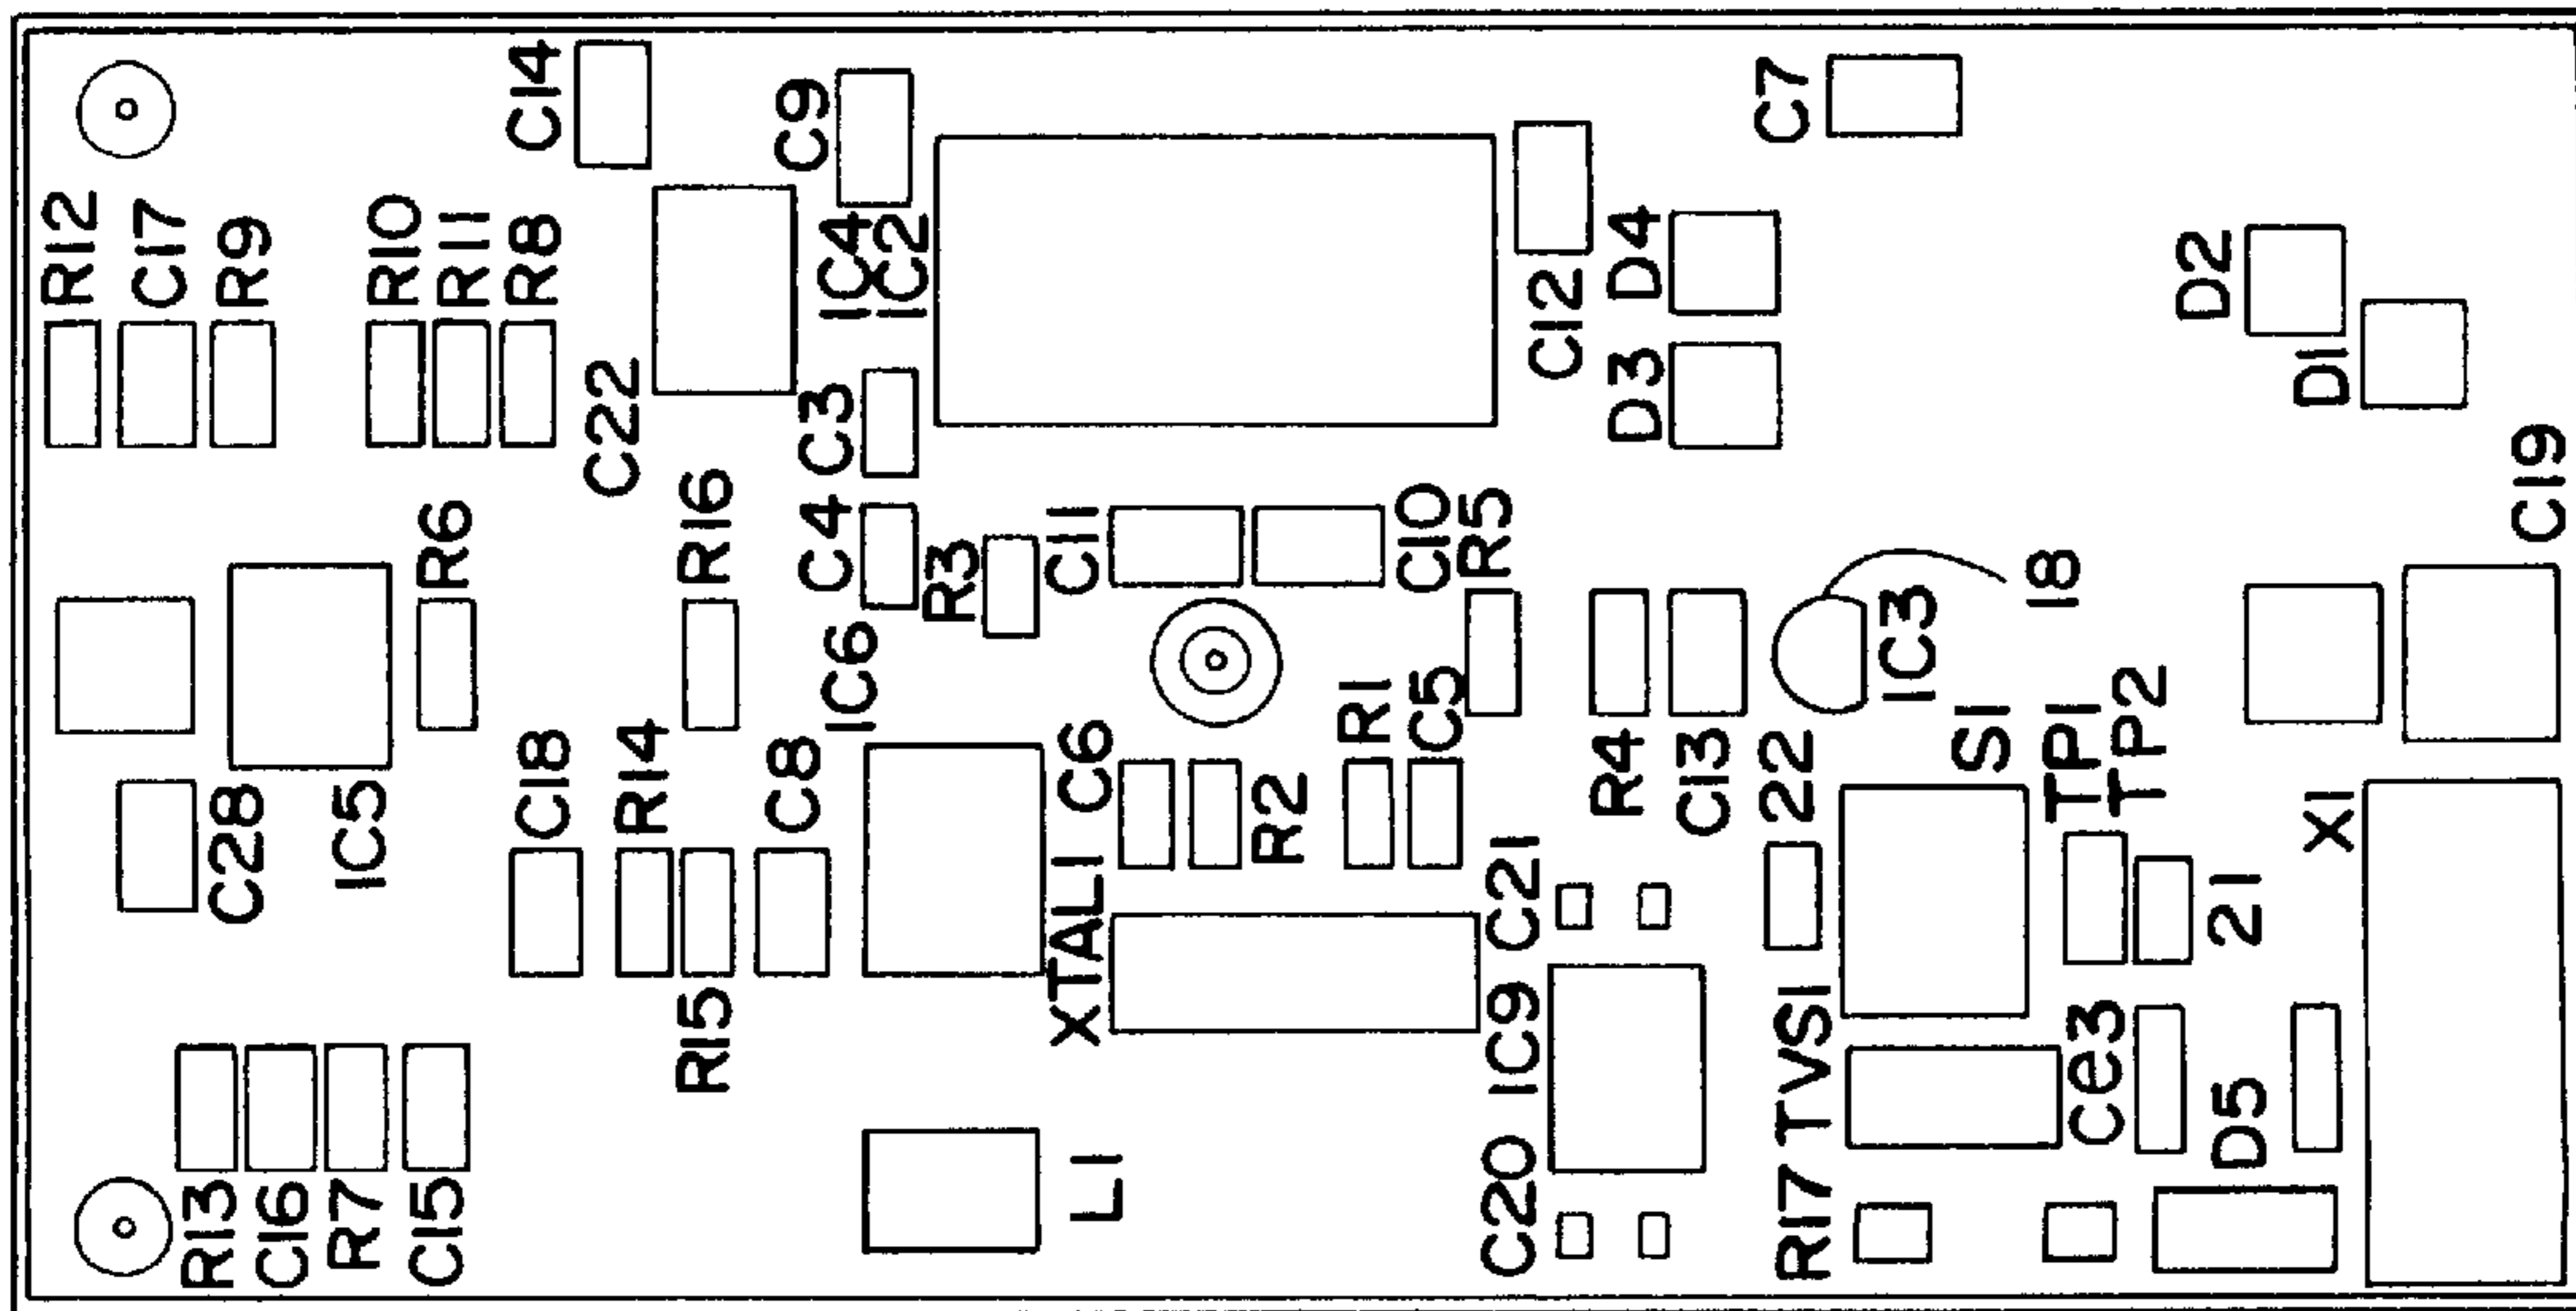 R12
C17
R9
R10
R11
R8
C14
C9
IC4
IC2
C7
D4
C12
D3
D2
D1
C22
C3
C4
R6
R16
R3
C11
C10
R5
C19
18
IC3
IC6
C28
IC5
C18
R14
C8
C6
R2
R1
C5
R4
C13
22
S1
TP1
TP2
X1
21
XTAL1
C21
R15
IC9
TVS1
Ce3
D5
L1
C20
R17
R13
C16
R7
C15